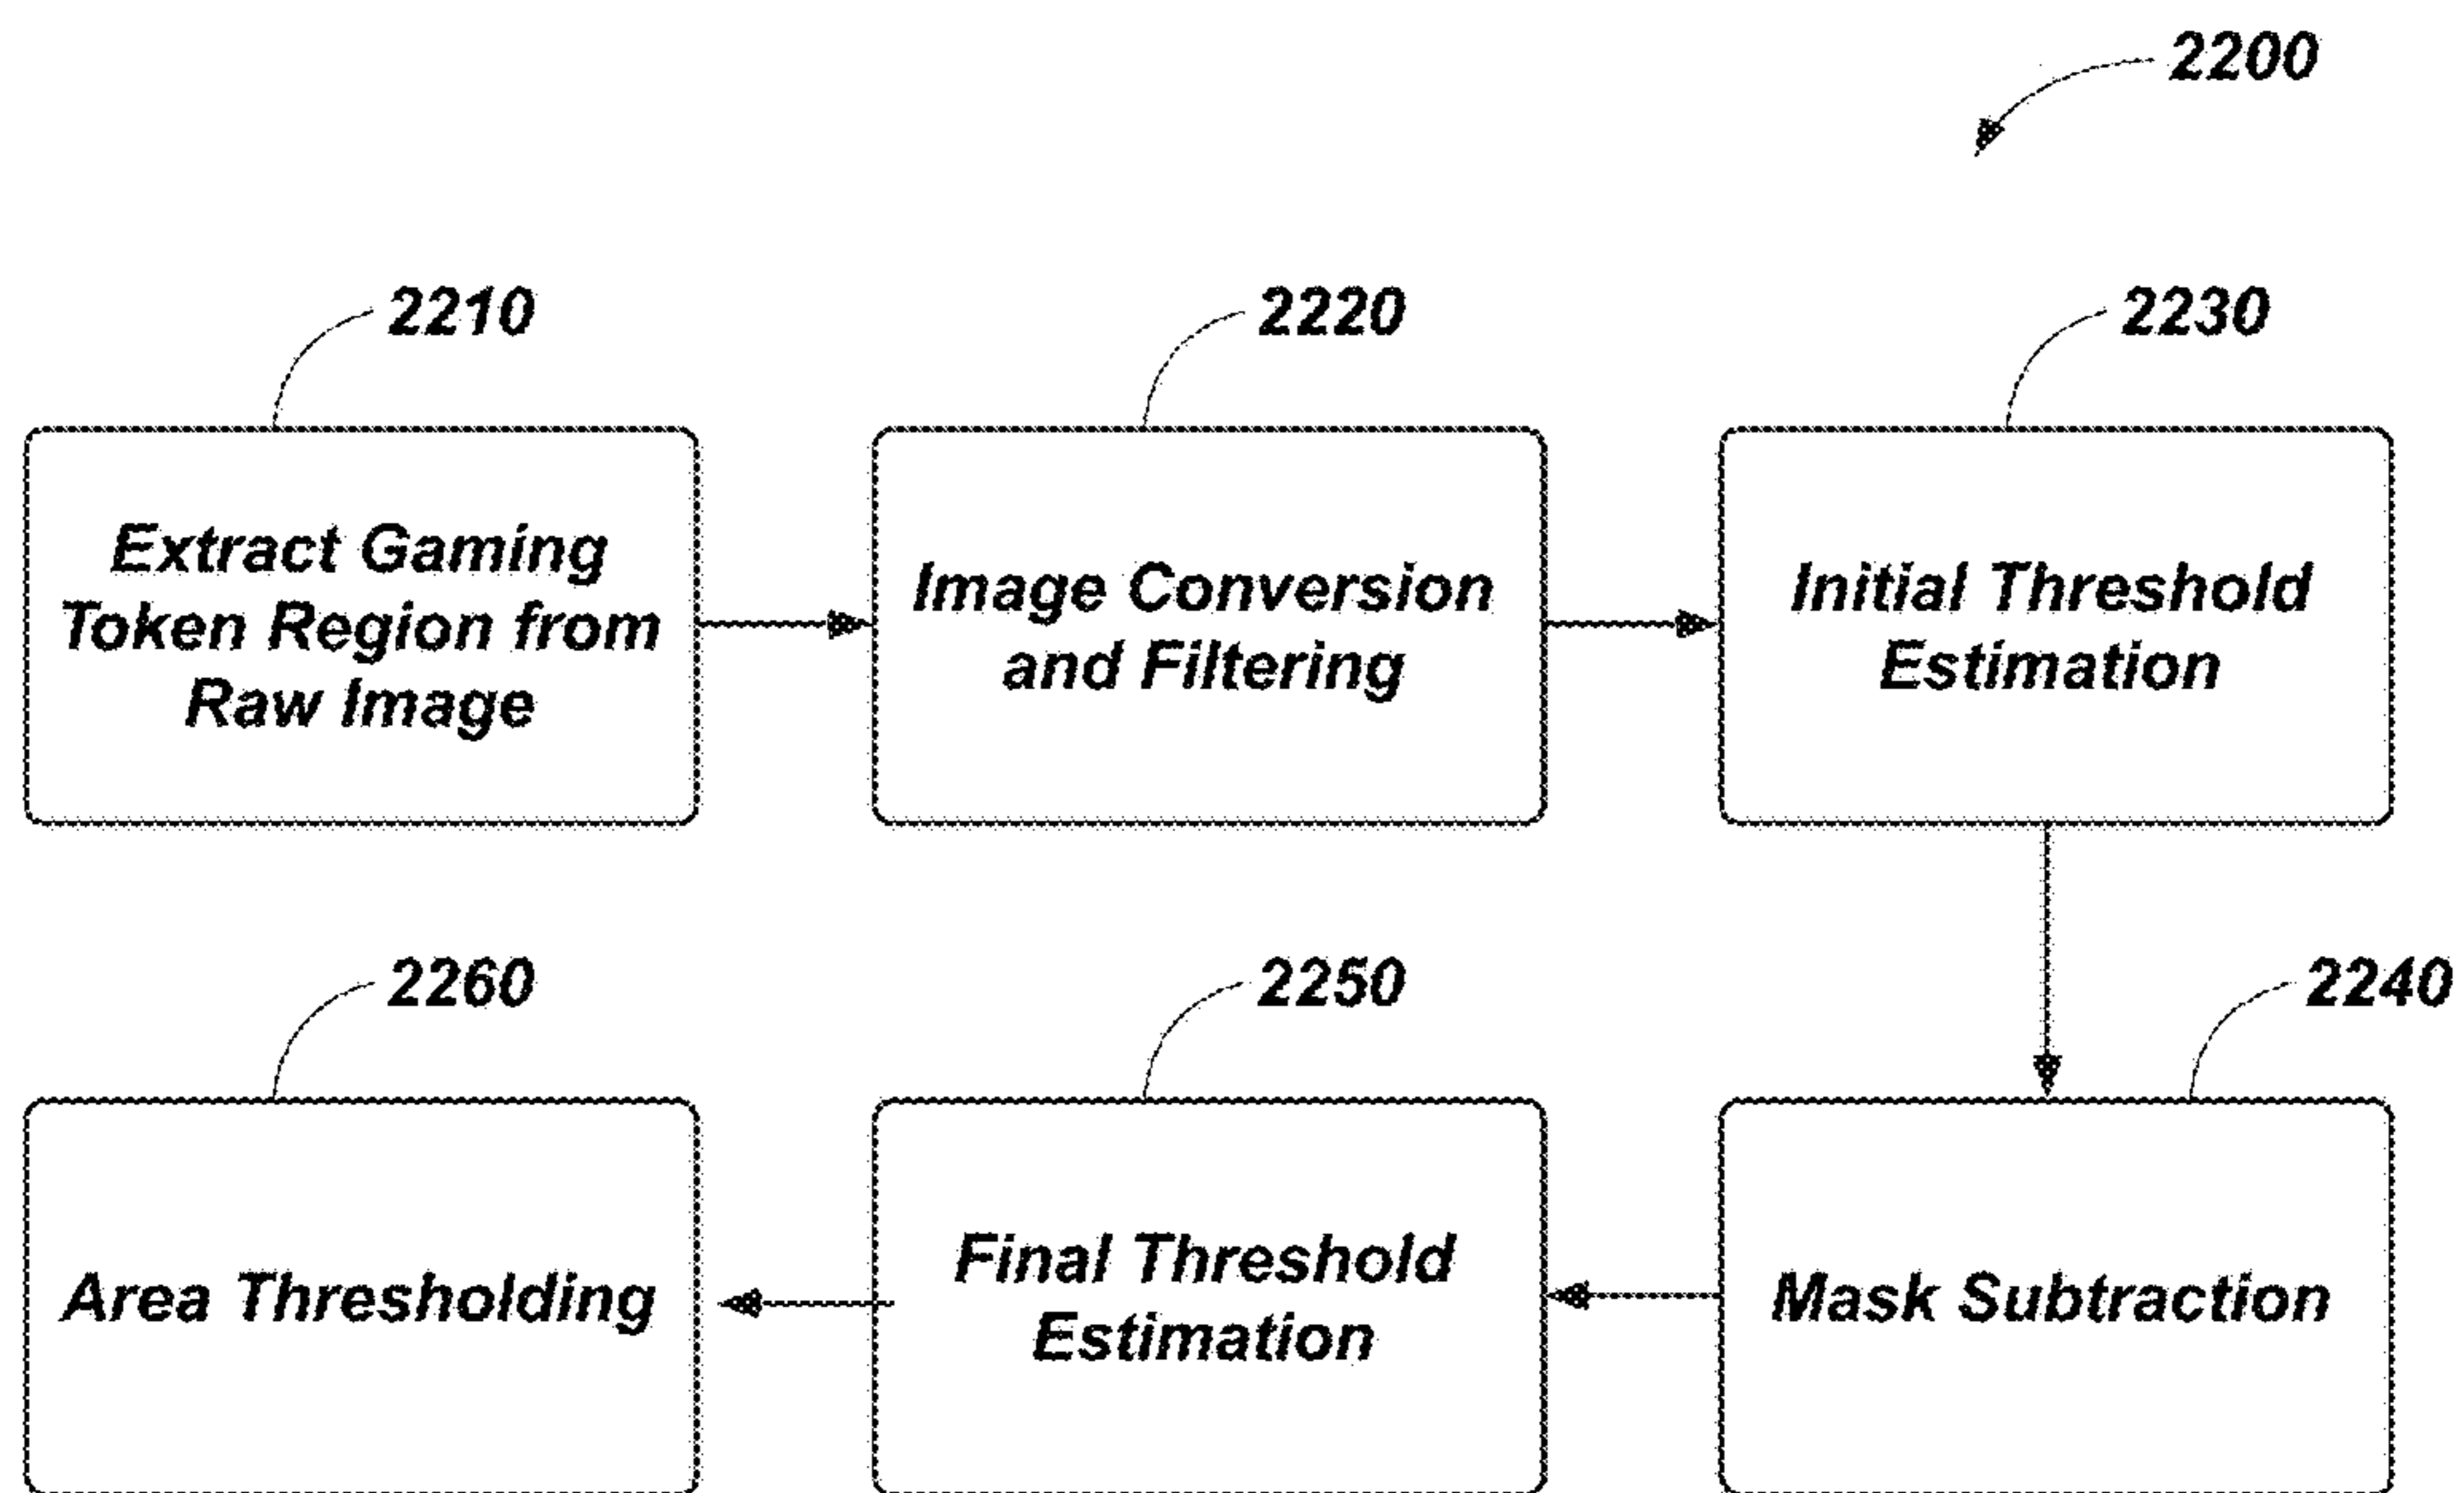 2200
2210
2220
2230
Extract Gaming
Token Region from
Raw Image
Image Conversion
and Filtering
Initial Threshold
Estimation
2260
2250
2240
Area Thresholding
Final Threshold
Estimation
Mask Subtraction